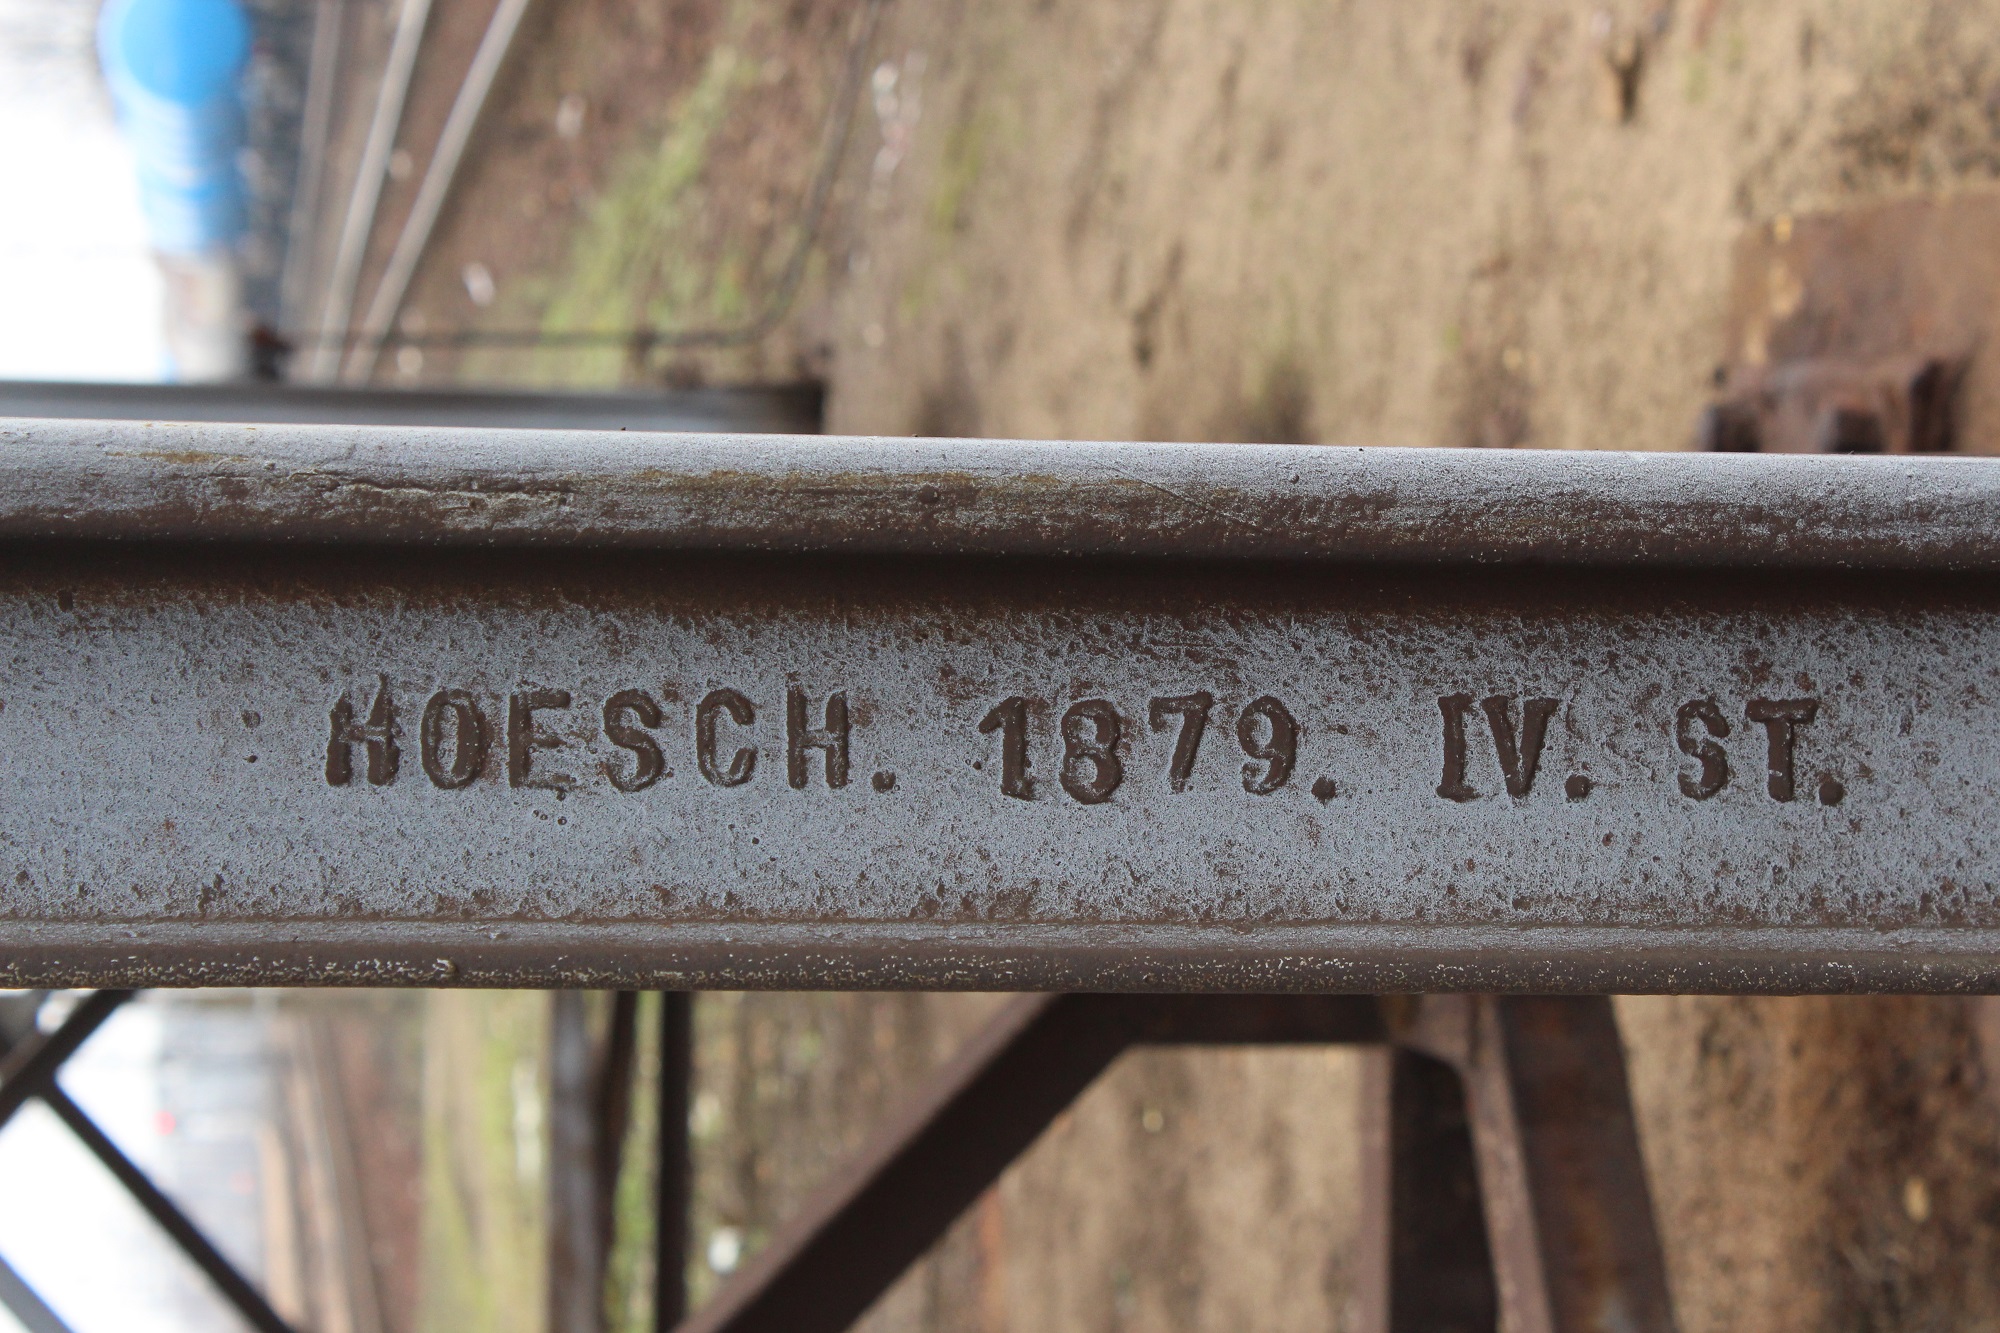 HOESCH. 1879. IV. ST.